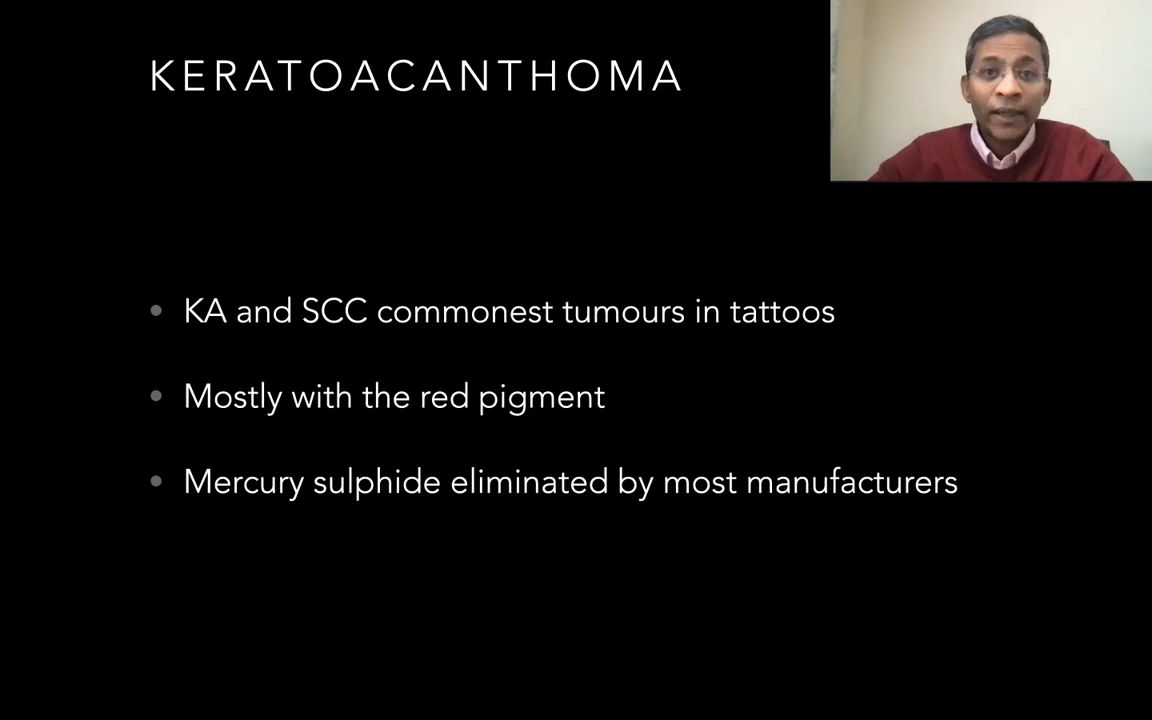 KERATOACANTHOMA
• KA and SCC commonest tumours in tattoos
• Mostly with the red pigment
• Mercury sulphide eliminated by most manufacturers